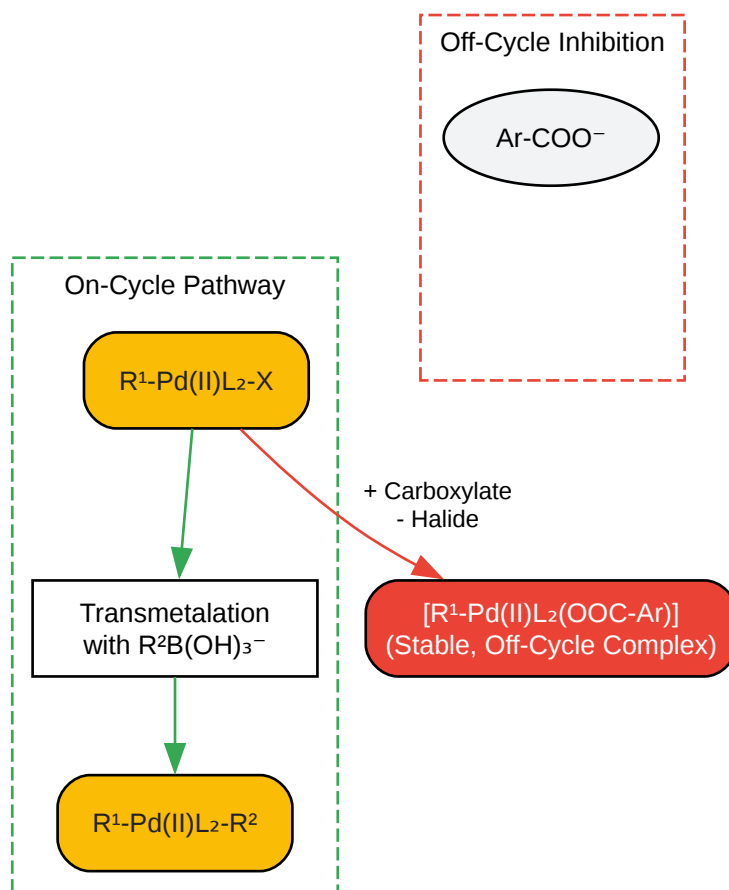 Off-Cycle Inhibition
Ar-COO⁻
On-Cycle Pathway
R¹-Pd(II)L₂-X
+ Carboxylate
- Halide
Transmetalation
with R²B(OH)₃⁻
[R¹-Pd(II)L₂(OOC-Ar)]
(Stable, Off-Cycle Complex)
R¹-Pd(II)L₂-R²